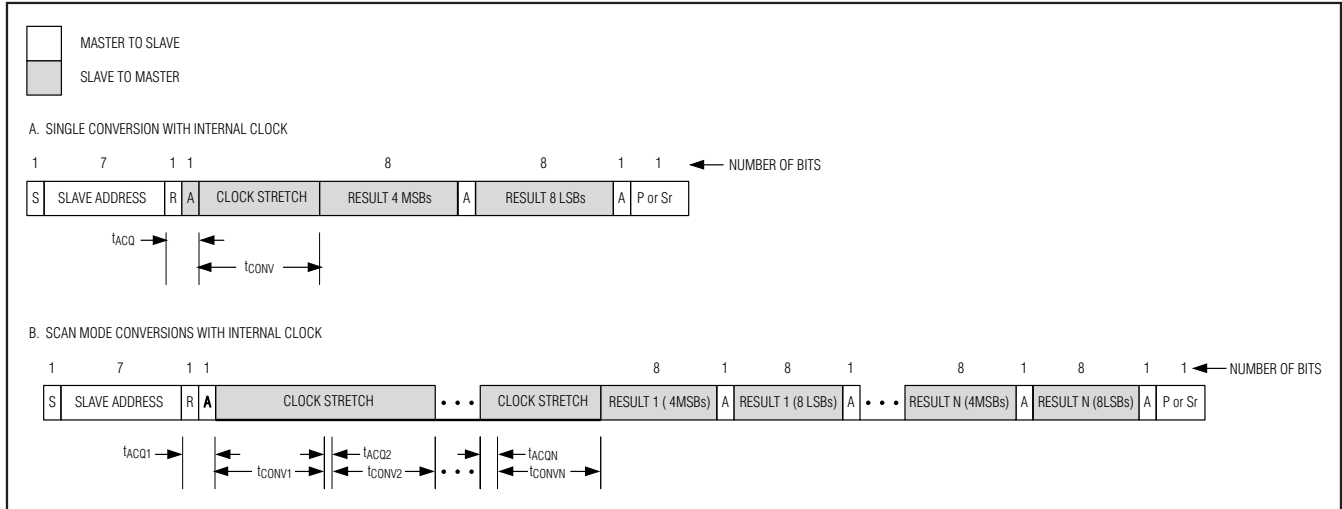 MASTER TO SLAVE
SLAVE TO MASTER
A. SINGLE CONVERSION WITH INTERNAL CLOCK
1 7 1 1 8 8 1 1 NUMBER OF BITS
S SLAVE ADDRESS R A CLOCK STRETCH RESULT 4 MSBs A RESULT 8 LSBs A P or Sr
tACQ
tCONV
B. SCAN MODE CONVERSIONS WITH INTERNAL CLOCK
1 7 1 1 8 1 8 1 8 1 8 1 1 NUMBER OF BITS
S SLAVE ADDRESS R A CLOCK STRETCH • • • CLOCK STRETCH RESULT 1 ( 4MSBs) A RESULT 1 (8 LSBs) A • • • RESULT N (4MSBs) A RESULT N (8LSBs) A P or Sr
tACQ1 tACQ2 tACQN
tCONV1 tCONV2 • • • tCONVN